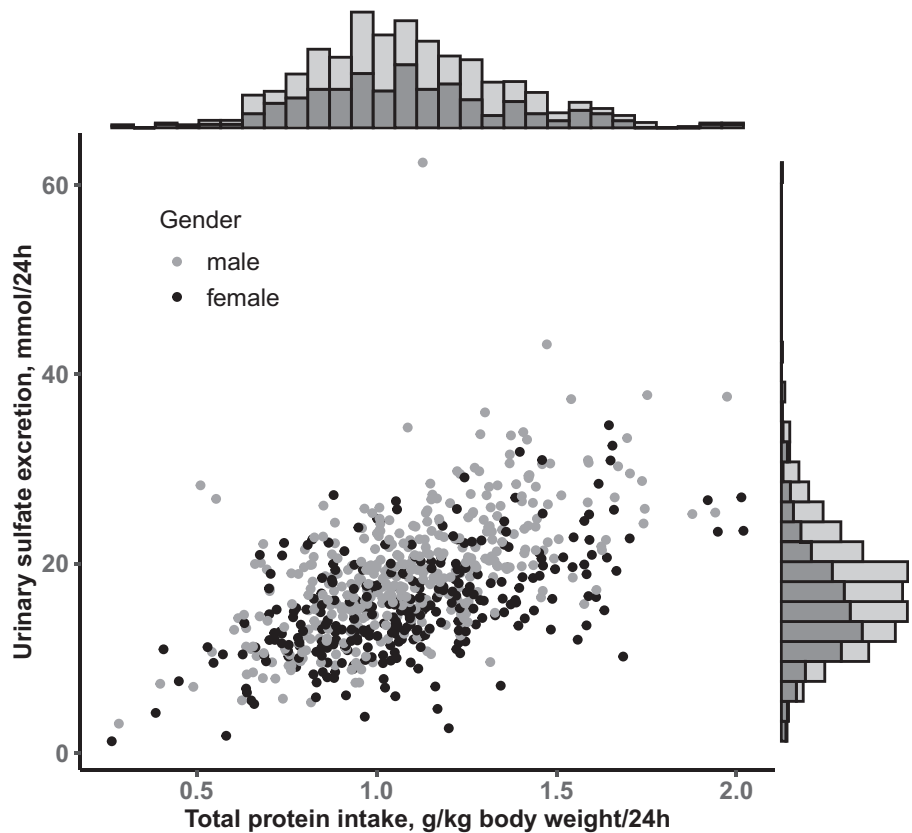 60
Gender
male
female
40
20
0
Urinary sulfate excretion, mmol/24h
0.5 1.0 1.5 2.0
Total protein intake, g/kg body weight/24h